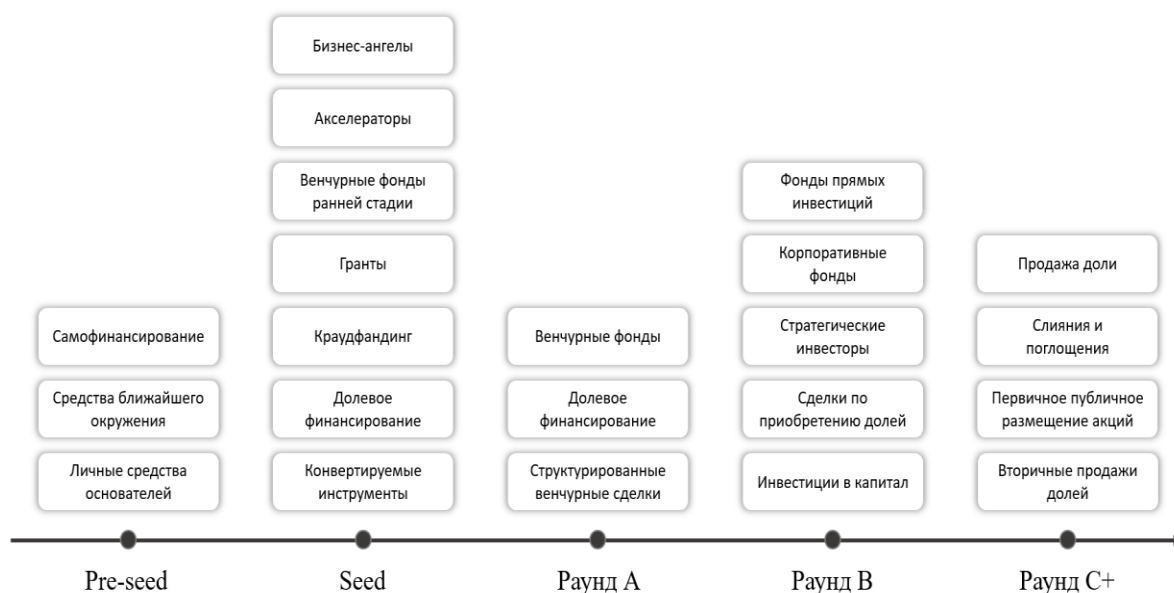 Бизнес-ангелы
Акселераторы
Венчурные фонды
ранней стадии
Фонды прямых
инвестиций
Гранты
Корпоративные
фонды
Продажа доли
Самофинансирование
Краудфандинг
Венчурные фонды
Стратегические
инвесторы
Слияния и
поглощения
Средства ближайшего
окружения
Долевое
финансирование
Долевое
финансирование
Сделки по
приобретению долей
Первичное публичное
размещение акций
Личные средства
основателей
Конвертируемые
инструменты
Структурированные
венчурные сделки
Инвестиции в капитал
Вторичные продажи
долей
Pre-seed
Seed
Раунд A
Раунд B
Раунд C+